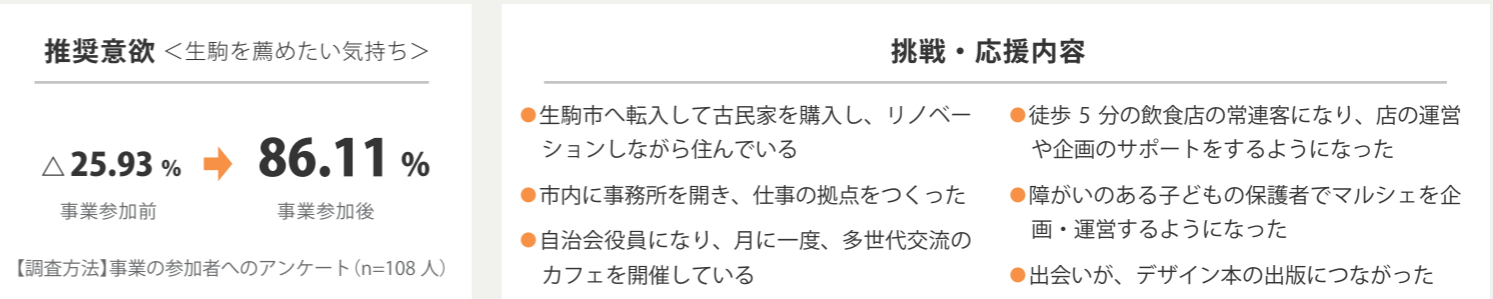 推奨意欲 ＜生駒を薦めたい気持ち＞
△ 25.93 % 86.11 %
事業参加前 事業参加後
【調査方法】事業の参加者へのアンケート（n=108 人）
挑戦・応援内容
●生駒市へ転入して古民家を購入し、リノベー
ションしながら住んでいる
●市内に事務所を開き、仕事の拠点をつくった
●自治会役員になり、月に一度、多世代交流の
カフェを開催している
●徒歩 5 分の飲食店の常連客になり、店の運営
や企画のサポートをするようになった
●障がいのある子どもの保護者でマルシェを企
画・運営するようになった
●出会いが、デザイン本の出版につながった